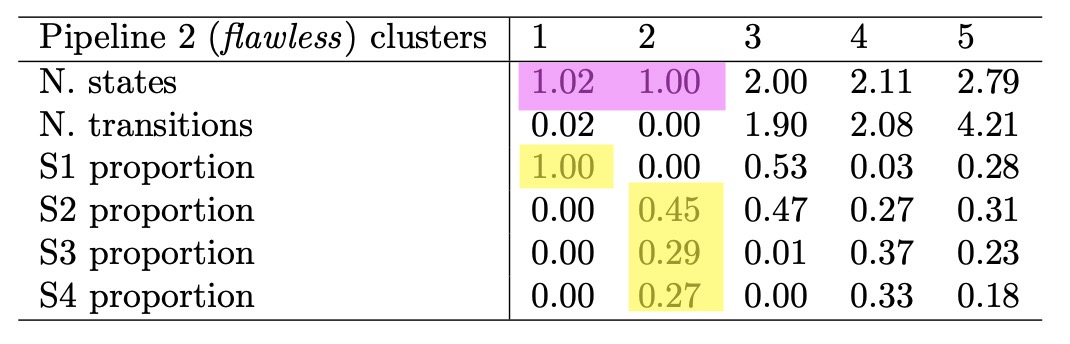 Pipeline 2 (flawless) clusters 1 2 3 4 5
N. states 1.02 1.00 2.00 2.11 2.79
N. transitions 0.02 0.00 1.90 2.08 4.21
S1 proportion 1.00 0.00 0.53 0.03 0.28
S2 proportion 0.00 0.45 0.47 0.27 0.31
S3 proportion 0.00 0.29 0.01 0.37 0.23
S4 proportion 0.00 0.27 0.00 0.33 0.18